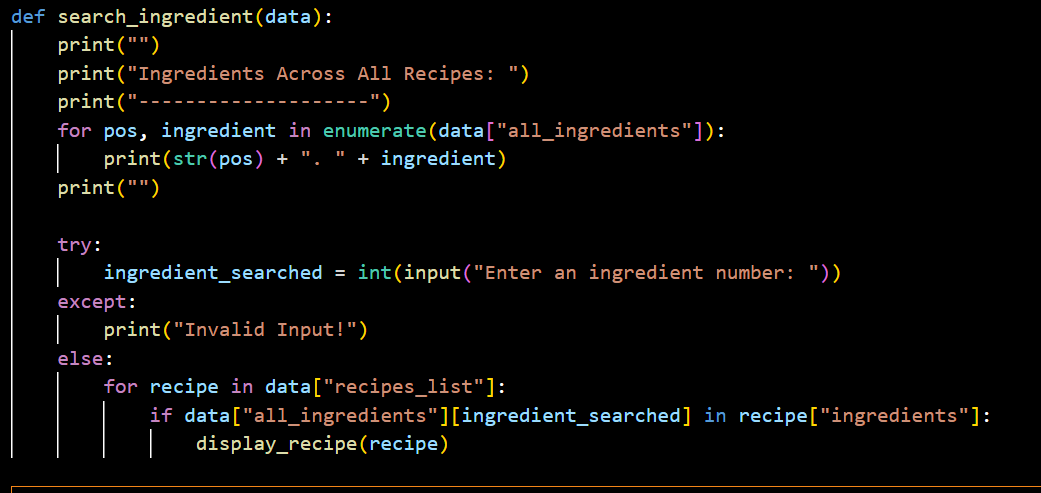 def search_ingredient(data):
    print("")
    print("Ingredients Across All Recipes: ")
    print("--------------------")
    for pos, ingredient in enumerate(data["all_ingredients"]):
        print(str(pos) + ". " + ingredient)
    print("")

    try:
        ingredient_searched = int(input("Enter an ingredient number: "))
    except:
        print("Invalid Input!")
    else:
        for recipe in data["recipes_list"]:
            if data["all_ingredients"][ingredient_searched] in recipe["ingredients"]:
                display_recipe(recipe)